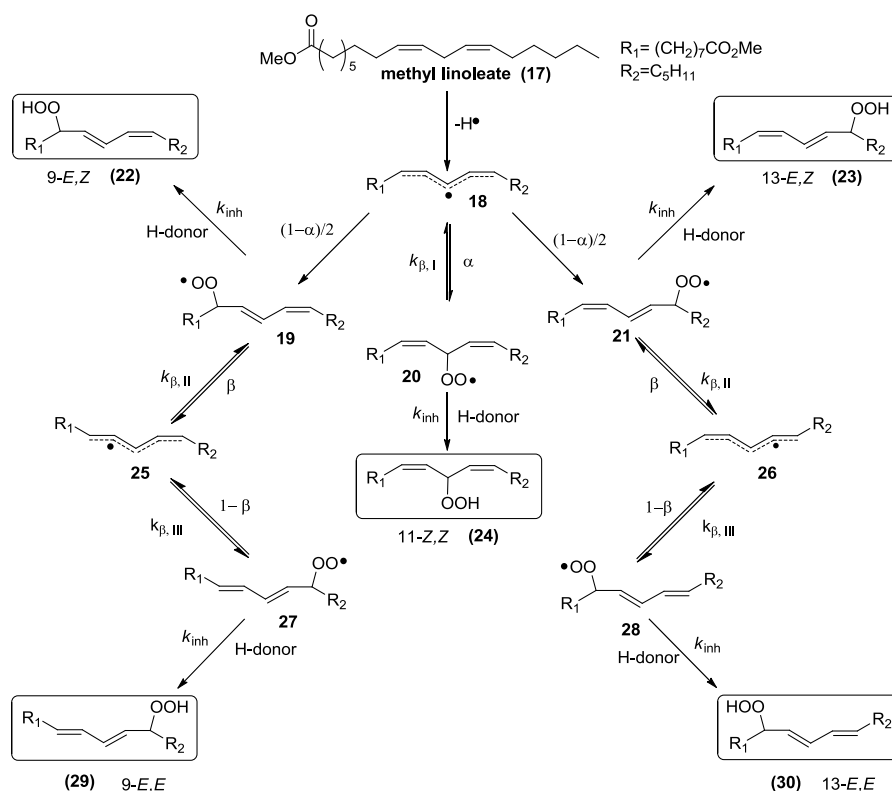 O
MeO
5
methyl linoleate (17)
R1= (CH2)7CO2Me
R2=C5H11
HOO
R1
R2
9-E,Z (22)
-H•
OOH
R1
R2
13-E,Z (23)
R1
R2
18
kinh
H-donor
(1−α)/2
kβ, I
α
(1−α)/2
kinh
H-donor
•OO
R1
R2
19
R1
R2
OO•
20
OO•
R1
R2
21
kβ, II
β
kinh
H-donor
β
kβ, II
R1
R2
25
R1
R2
OOH
11-Z,Z (24)
R1
R2
26
1−β
kβ, III
1−β
kβ, III
R1
OO•
R2
27
•OO
R1
R2
28
kinh
H-donor
kinh
H-donor
R1
OOH
R2
(29) 9-E,E
HOO
R1
R2
(30) 13-E,E